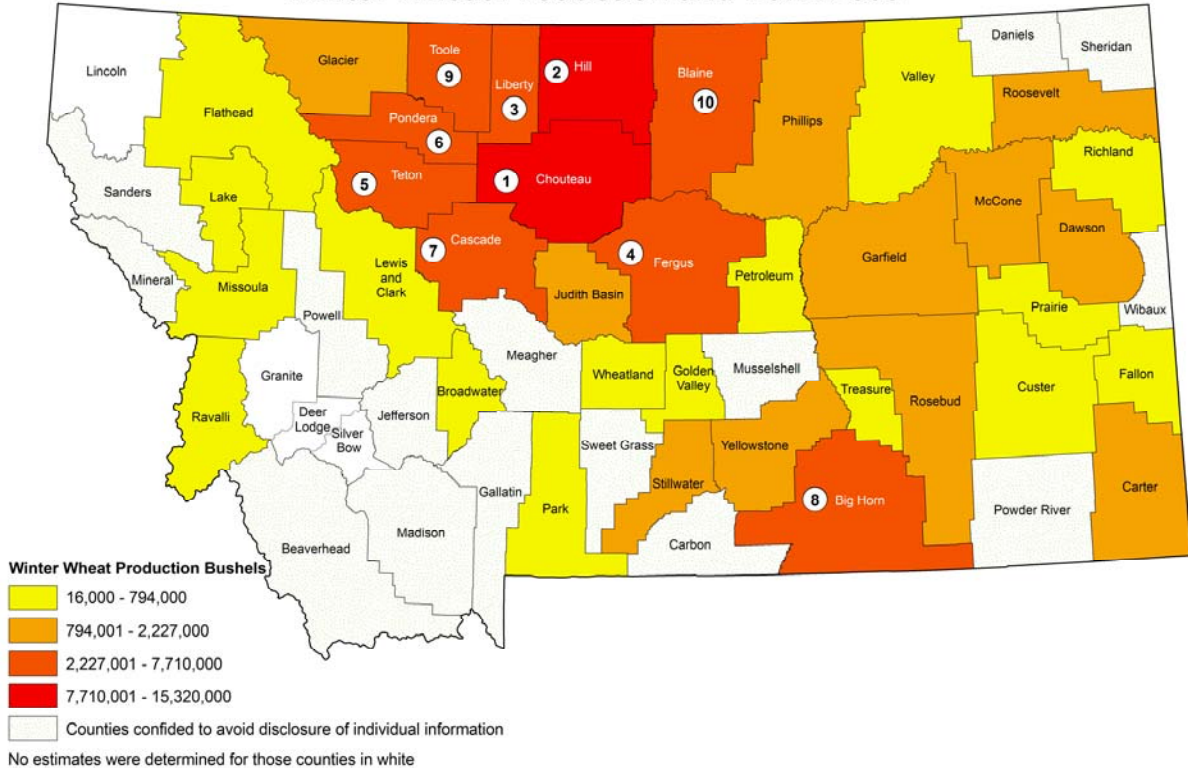 Lincoln
Flathead
Glacier
Toole
9
Liberty
3
2
Hill
Blaine
10
Phillips
Valley
Daniels
Sheridan
Roosevelt
Pondera
6
Sanders
Lake
5
Teton
1
Chouteau
Richland
McCone
Dawson
Mineral
Missoula
Powell
Lewis
and
Clark
7
Cascade
Judith Basin
4
Fergus
Petroleum
Garfield
Prairie
Wibaux
Ravalli
Granite
Deer
Lodge
Silver
Bow
Jefferson
Broadwater
Meagher
Wheatland
Golden
Valley
Musselshell
Treasure
Rosebud
Custer
Fallon
Beaverhead
Madison
Gallatin
Park
Sweet Grass
Stillwater
Yellowstone
Carbon
8
Big Horn
Powder River
Carter
Winter Wheat Production Bushels
16,000 - 794,000
794,001 - 2,227,000
2,227,001 - 7,710,000
7,710,001 - 15,320,000
Counties confided to avoid disclosure of individual information
No estimates were determined for those counties in white